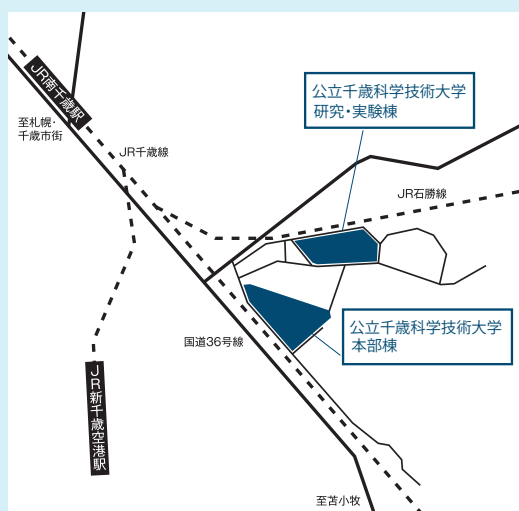 JR南千歳駅
至札幌・
千歳市街
JR千歳線
公立千歳科学技術大学
研究・実験棟
JR石勝線
国道36号線
公立千歳科学技術大学
本部棟
JR新千歳空港駅
至苫小牧